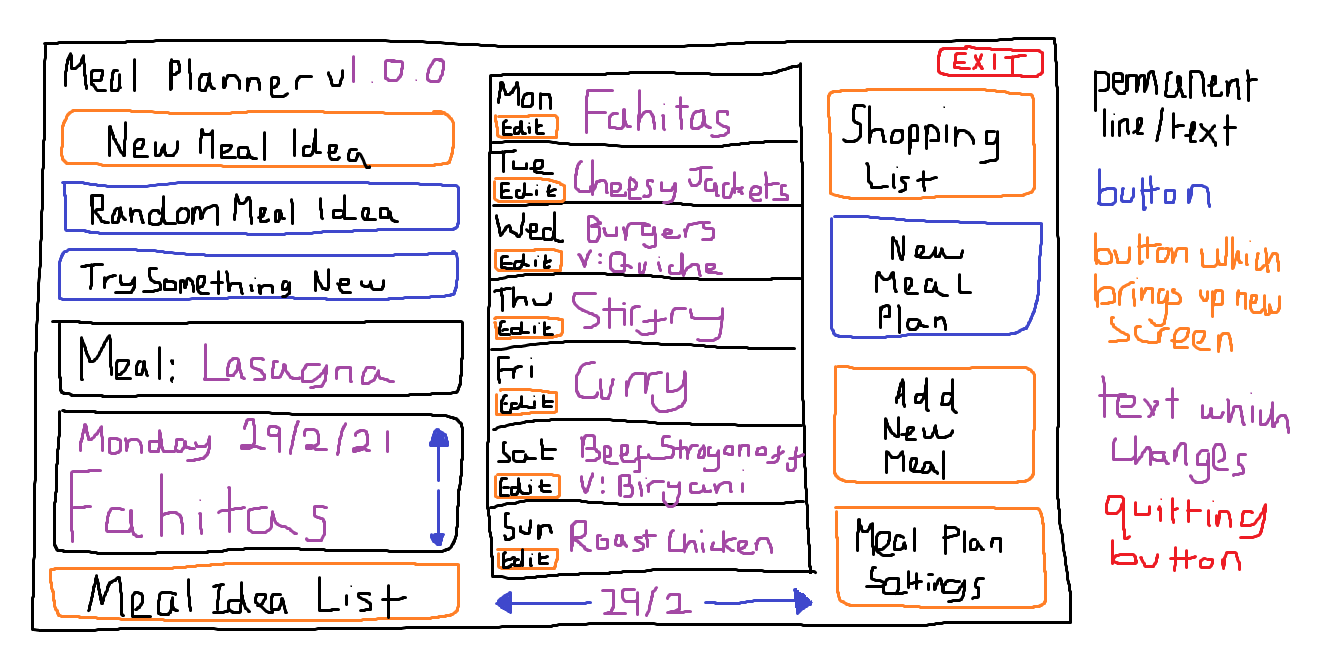 Meal Planner v1.0.0
New Meal Idea
Random Meal Idea
Try Something New
Meal: Lasagna
Monday 29/2/21
Fahitas
Meal Idea List
Mon
Edit
Fahitas
Tue
Edit
Cheesy Jackets
Wed
Edit
Burgers
V: Quiche
Thu
Edit
Stirfry
Fri
Edit
Curry
Sat
Edit
Beef Stroganoff
V: Biryani
Sun
Edit
Roast Chicken
29/2
EXIT
Shopping
List
New
Meal
Plan
Add
New
Meal
Meal Plan
Settings
permanent
line/text
button
button which
brings up new
screen
text which
changes
quitting
button